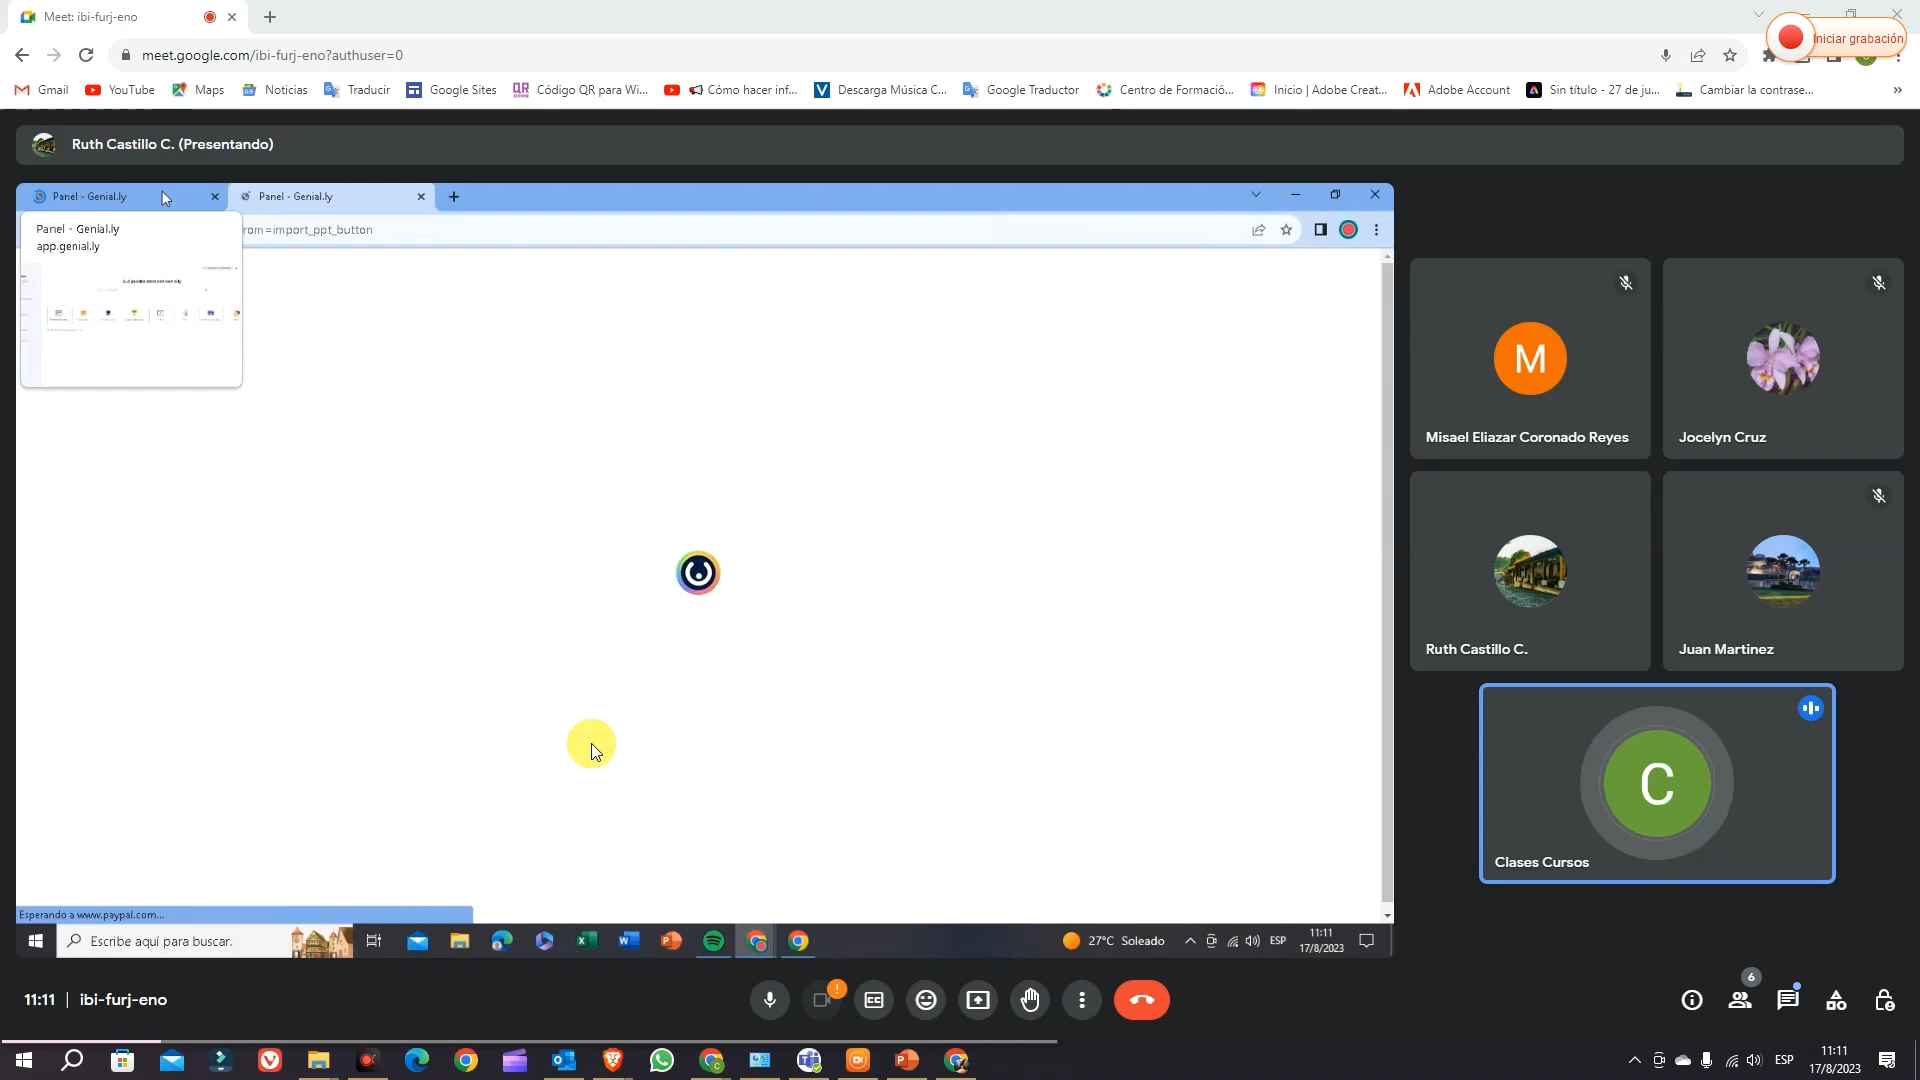 Meet: ibi-furj-eno
meet.google.com/ibi-furj-eno?authuser=0
Iniciar grabación
Gmail
YouTube
Maps
Noticias
Traducir
Google Sites
Código QR para Wi...
Cómo hacer inf...
Descarga Música C...
Google Traductor
Centro de Formació...
Inicio | Adobe Creat...
Adobe Account
Sin título - 27 de ju...
Cambiar la contrase...
Ruth Castillo C. (Presentando)
Panel - Genial.ly
Panel - Genial.ly
Panel - Genial.ly
app.genial.ly
rom=import_ppt_button
M
Misael Eliazar Coronado Reyes
Jocelyn Cruz
Ruth Castillo C.
Juan Martinez
C
Clases Cursos
Esperando a www.paypal.com...
Escribe aquí para buscar.
27°C Soleado
ESP
11:11
17/8/2023
11:11 | ibi-furj-eno
6
ESP
11:11
17/8/2023